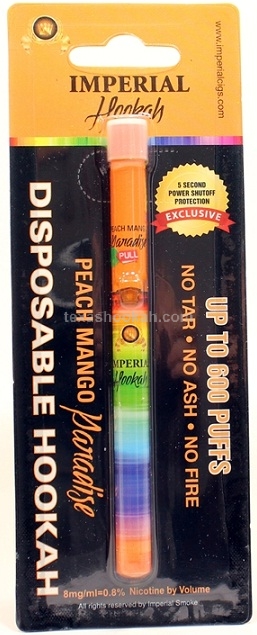 www.imperialcigs.com
IMPERIAL
Hookah
5 SECOND
POWER SHUTOFF
PROTECTION
EXCLUSIVE
DISPOSABLE HOOKAH
PEACH MANGO Paradise
PEACH MANG
Paradise
PULL
IMPERIAL
Hookah
UP TO 600 PUFFS
NO TAR • NO ASH • NO FIRE
8mg/ml=0.8% Nicotine by Volume
All rights reserved by Imperial Smoke